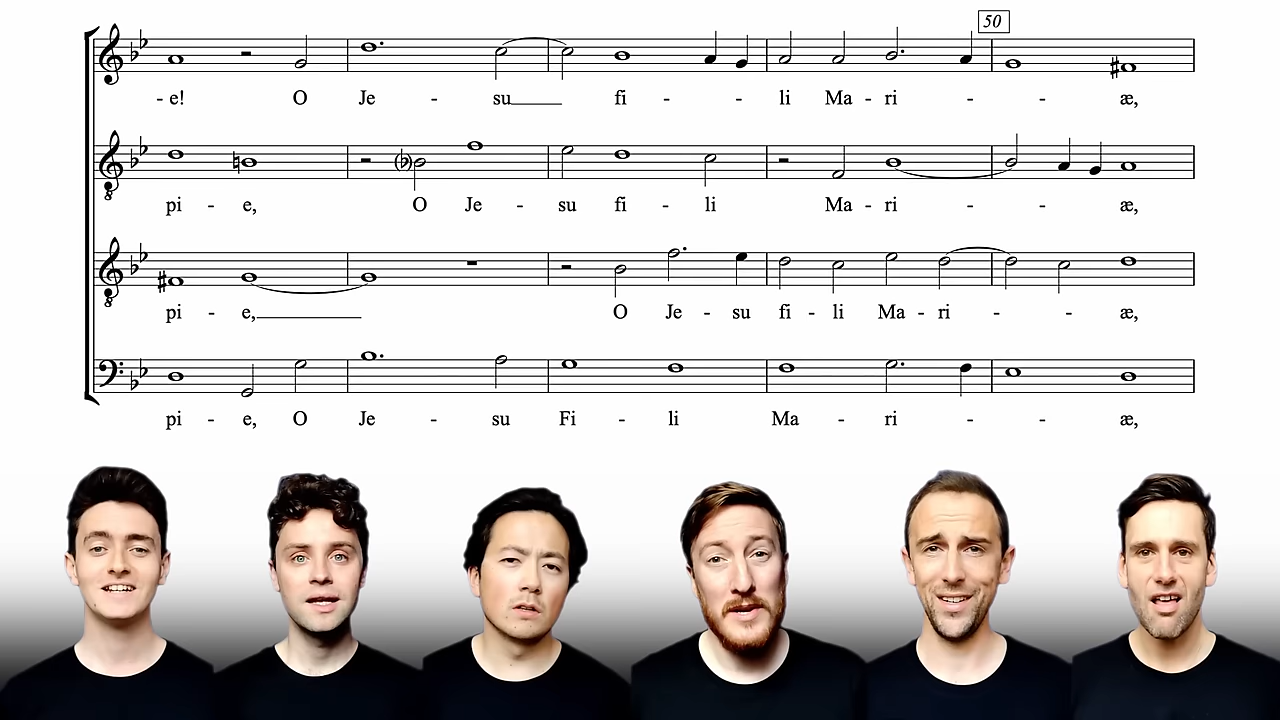 50
- e! O Je - su fi - - li Ma - ri - - æ,
pi - e, O Je - su fi - li Ma - ri - - æ,
pi - e, O Je - su fi - li Ma - ri - - æ,
pi - e, O Je - su Fi - li Ma - ri - - æ,